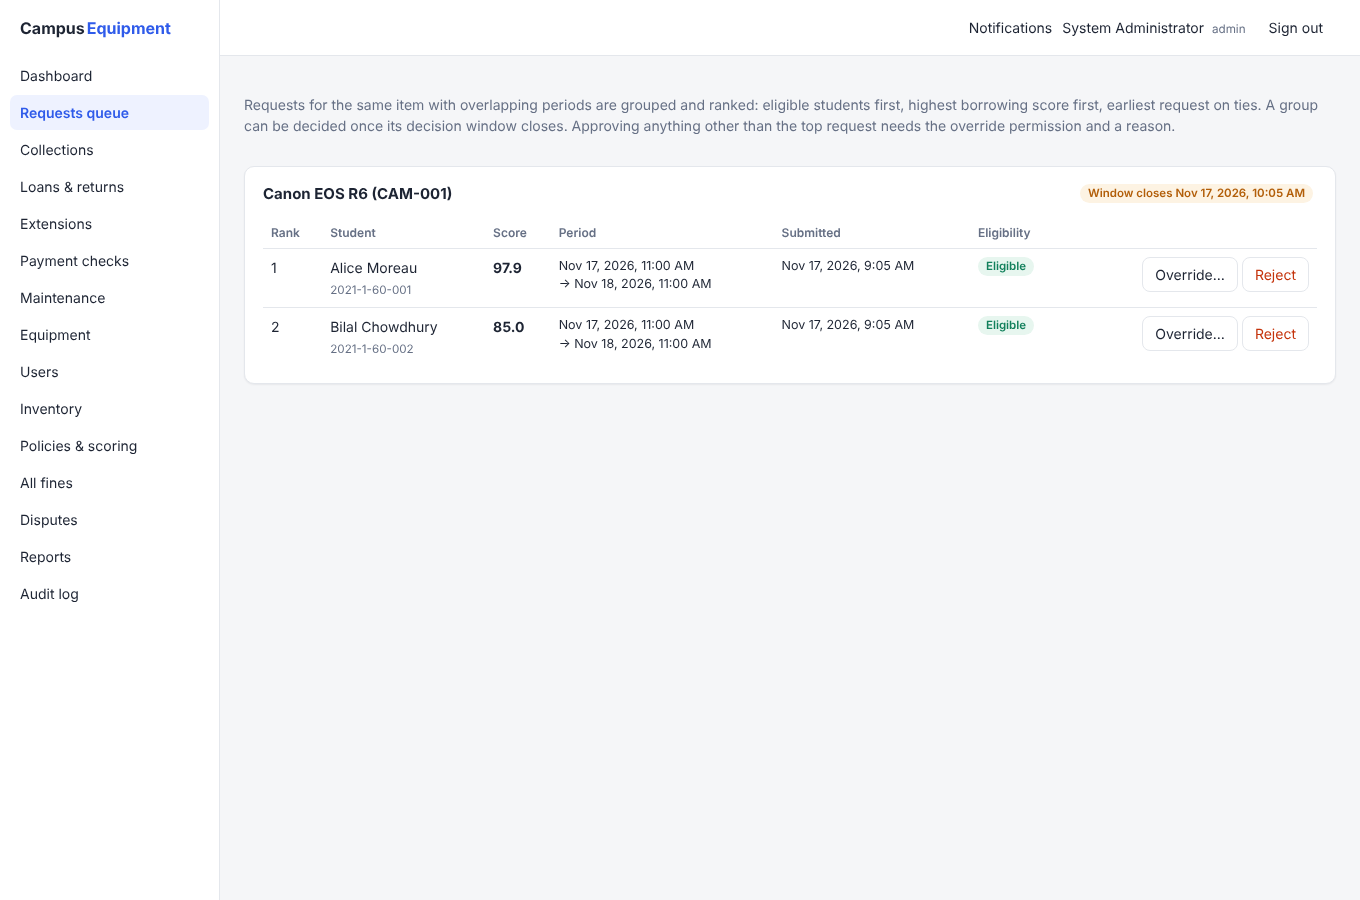 CampusEquipment
Notifications System Administrator admin Sign out
Dashboard
Requests queue
Collections
Loans & returns
Extensions
Payment checks
Maintenance
Equipment
Users
Inventory
Policies & scoring
All fines
Disputes
Reports
Audit log
Requests for the same item with overlapping periods are grouped and ranked: eligible students first, highest borrowing score first, earliest request on ties. A group
can be decided once its decision window closes. Approving anything other than the top request needs the override permission and a reason.
Canon EOS R6 (CAM-001) Window closes Nov 17, 2026, 10:05 AM
Rank Student Score Period Submitted Eligibility
1 Alice Moreau 97.9 Nov 17, 2026, 11:00 AM Nov 17, 2026, 9:05 AM Eligible Override... Reject
2021-1-60-001 → Nov 18, 2026, 11:00 AM
2 Bilal Chowdhury 85.0 Nov 17, 2026, 11:00 AM Nov 17, 2026, 9:05 AM Eligible Override... Reject
2021-1-60-002 → Nov 18, 2026, 11:00 AM